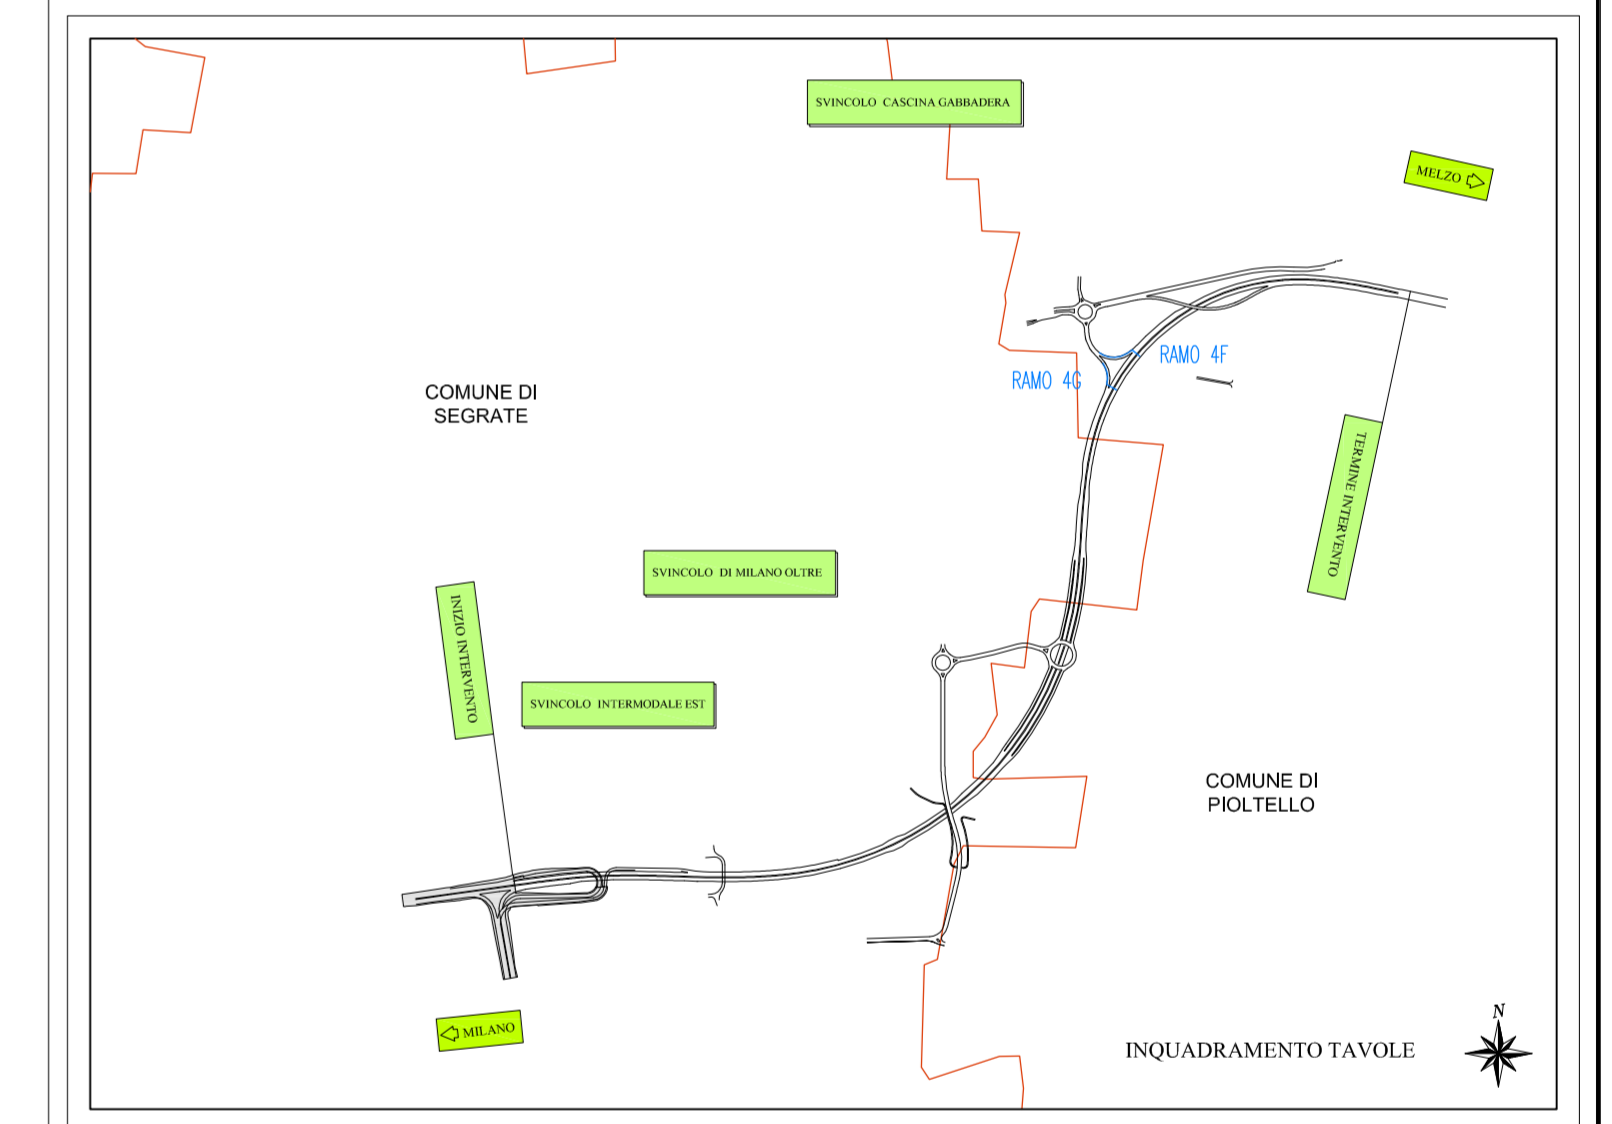 SVINCOLO CASCINA GABBADERA
MELZO
RAMO 4F
RAMO 4G
COMUNE DI
SEGRATE
TERMINE INTERVENTO
SVINCOLO DI MILANO OLTRE
INIZIO INTERVENTO
SVINCOLO INTERMODALE EST
COMUNE DI
PIOLTELLO
MILANO
N
INQUADRAMENTO TAVOLE